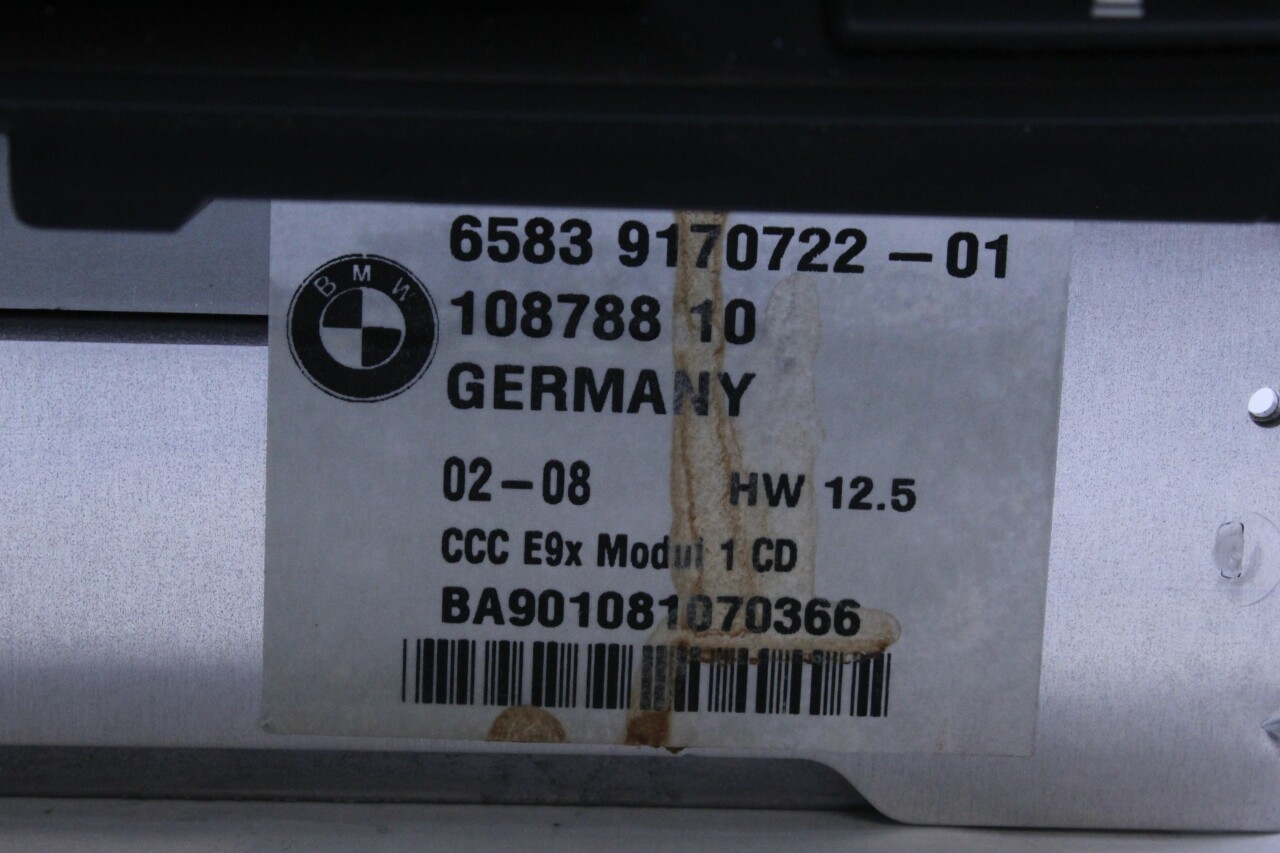 BMW
6583 9170722 - 01
108788 10
GERMANY
02-08 HW 12.5
CCC E9x Modul 1 CD
BA901081070366